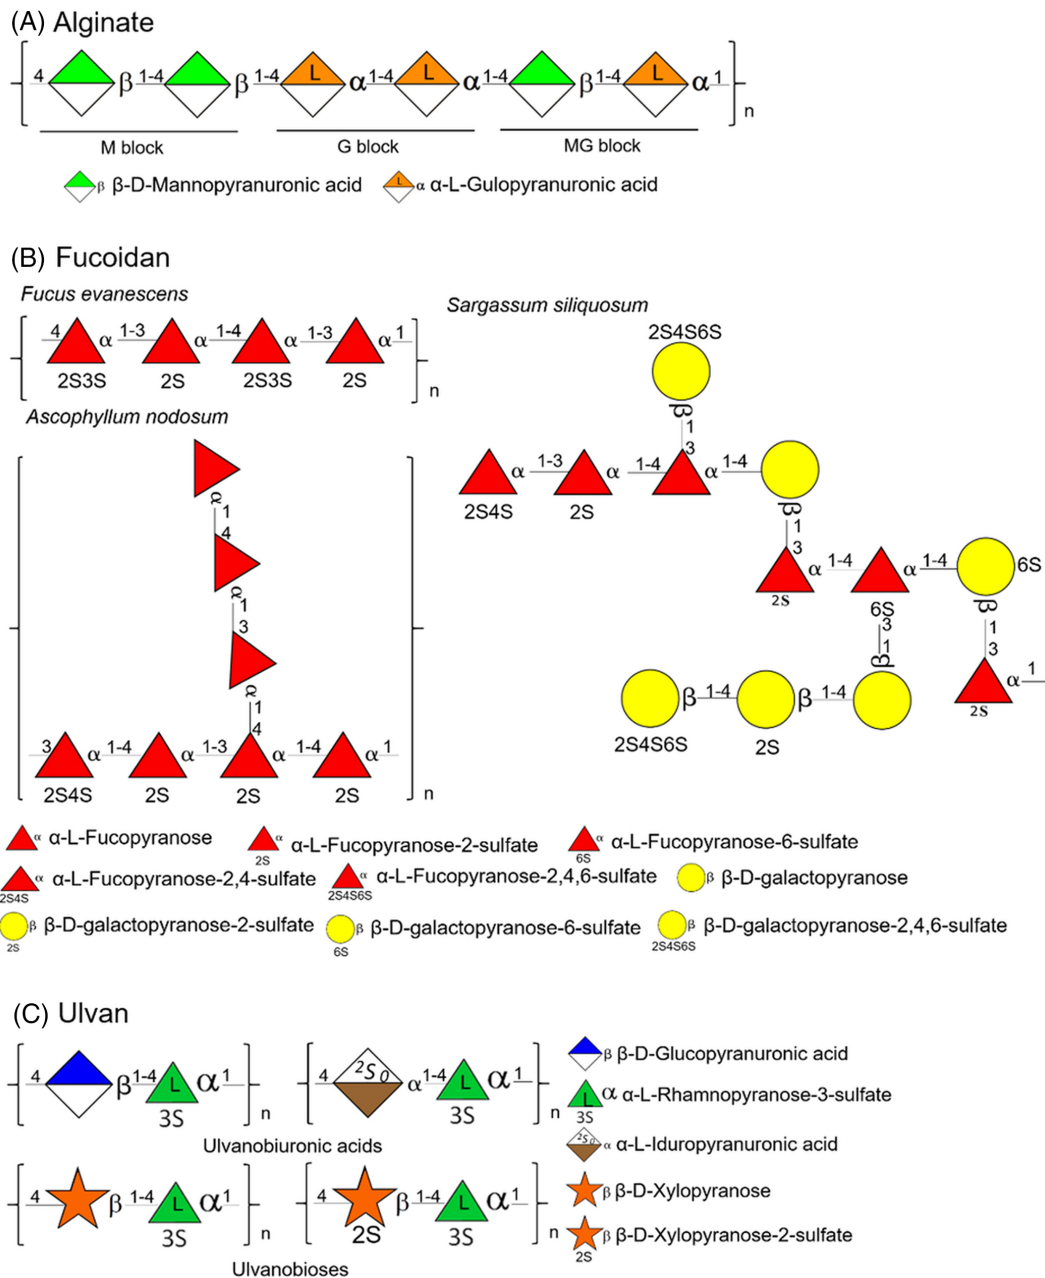 (A) Alginate
4 β 1-4 β 1-4 L α 1-4 L α 1-4 β 1-4 L α 1
n
M block G block MG block
β β-D-Mannopyranuronic acid L α α-L-Gulopyranuronic acid
(B) Fucoidan
Fucus evanescens
4 α 1-3 α 1-4 α 1-3 α 1
2S3S 2S 2S3S 2S
n
Sargassum siliquosum
2S4S6S
β
1
3
α 1-3 α 1-4 α 1-4
2S4S 2S
β
1
3
α 1-4 α 1-4 6S
2S 6S
3
1
β
β
1
3
α 1
2S
β 1-4 β 1-4
2S4S6S 2S
Ascophyllum nodosum
α
1
4
α
1
3
α
1
4
3 α 1-4 α 1-3 α 1-4 α 1
2S4S 2S 2S 2S
n
α α-L-Fucopyranose α α-L-Fucopyranose-2-sulfate α α-L-Fucopyranose-6-sulfate
2S 6S
α α-L-Fucopyranose-2,4-sulfate α α-L-Fucopyranose-2,4,6-sulfate β β-D-galactopyranose
2S4S 2S4S6S
β β-D-galactopyranose-2-sulfate β β-D-galactopyranose-6-sulfate β β-D-galactopyranose-2,4,6-sulfate
2S 6S 2S4S6S
(C) Ulvan
4 β 1-4 L α 1
3S
n
4 2S0 α 1-4 L α 1
3S
n
Ulvanobiuronic acids
4 β 1-4 L α 1
3S
n
4 β 1-4 L α 1
2S 3S
n
Ulvanobioses
β β-D-Glucopyranuronic acid
L α α-L-Rhamnopyranose-3-sulfate
3S
2S0 α α-L-Iduropyranuronic acid
β β-D-Xylopyranose
β β-D-Xylopyranose-2-sulfate
2S